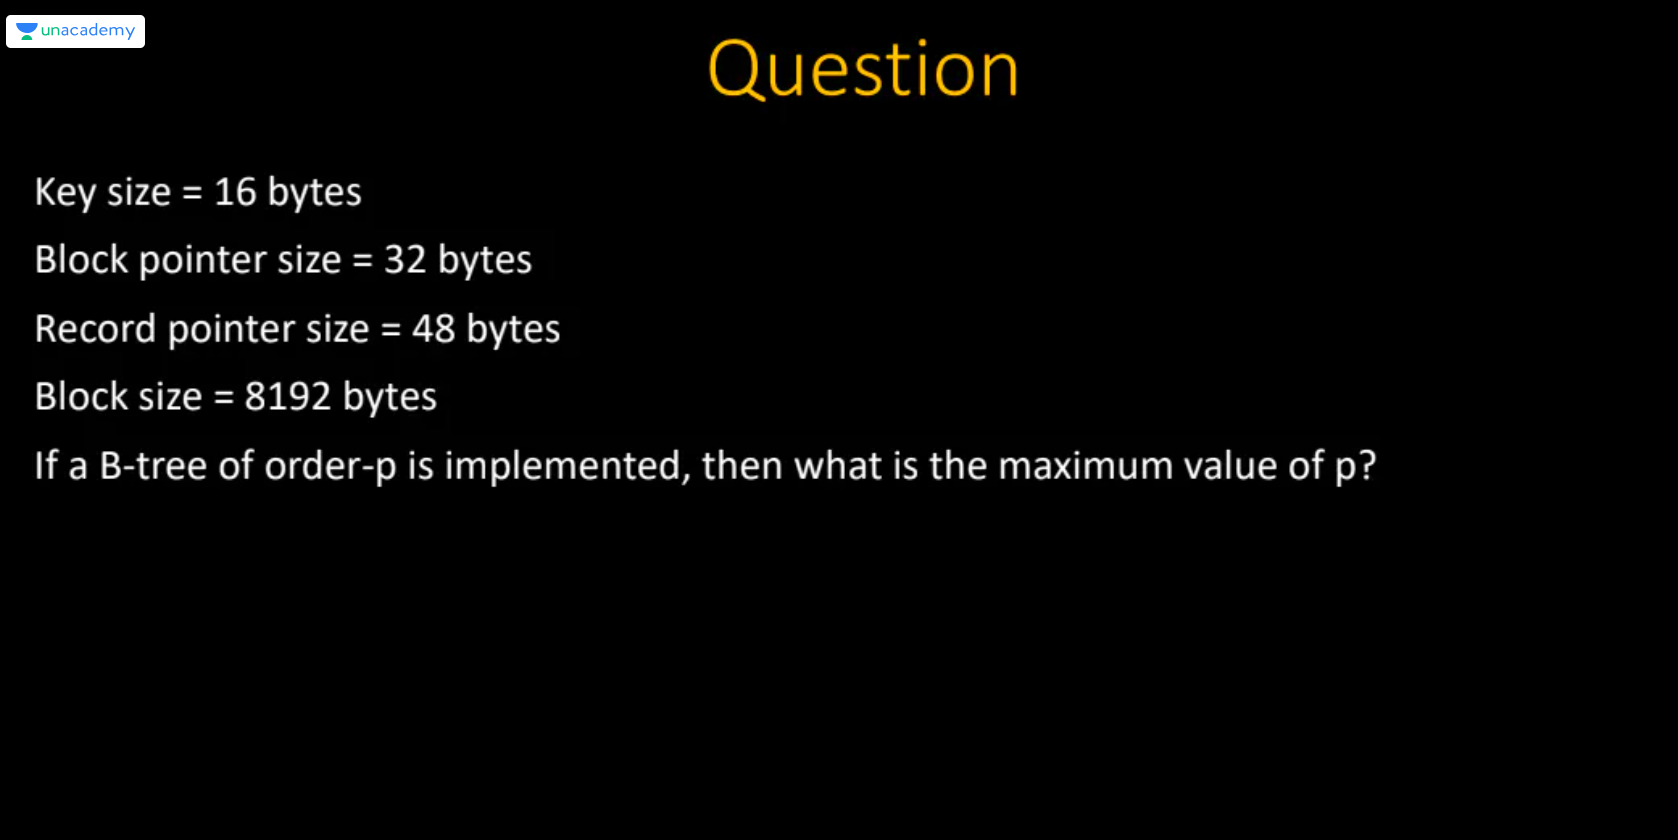 unacademy
Question
Key size = 16 bytes
Block pointer size = 32 bytes
Record pointer size = 48 bytes
Block size = 8192 bytes
If a B-tree of order-p is implemented, then what is the maximum value of p?